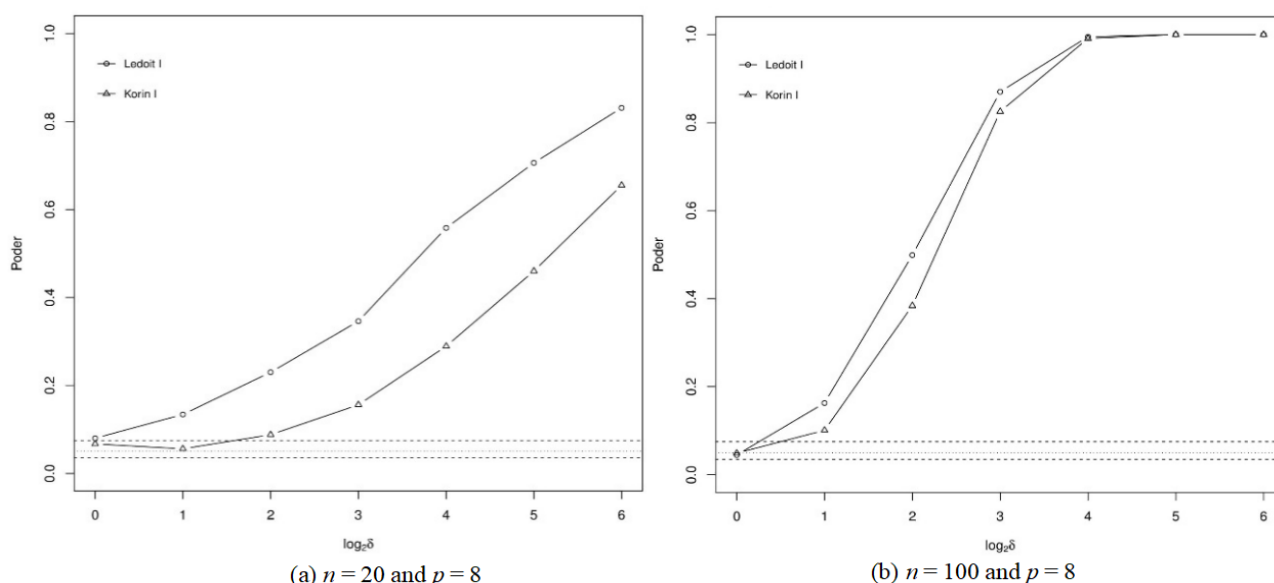 1.0
0.8
0.6
0.4
0.2
0.0
Poder
Ledoit I
Korin I
0 1 2 3 4 5 6
log₂δ
(a) n = 20 and p = 8
1.0
0.8
0.6
0.4
0.2
0.0
Poder
Ledoit I
Korin I
0 1 2 3 4 5 6
log₂δ
(b) n = 100 and p = 8